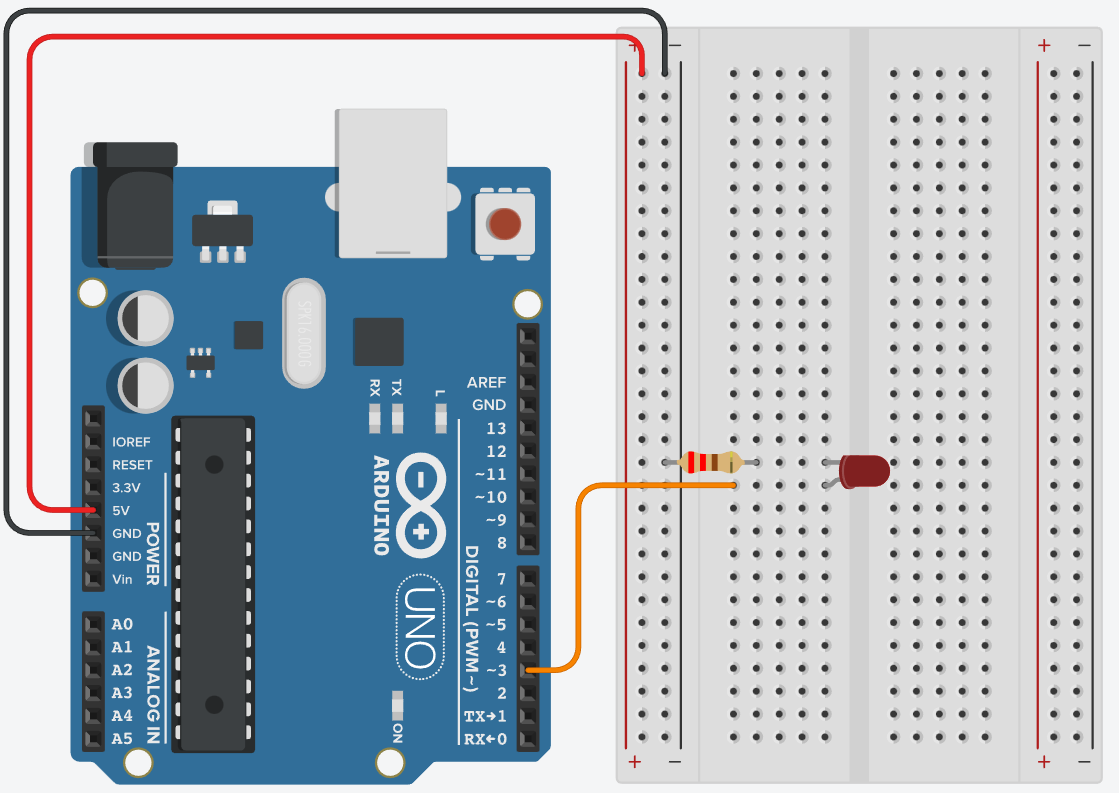 + −
+ −
SPK16.000G
RX
TX
L
AREF
GND
13
12
~11
~10
~9
8
7
~6
~5
4
~3
2
TX→1
RX←0
DIGITAL (PWM~)
IOREF
RESET
3.3V
5V
GND
GND
Vin
POWER
A0
A1
A2
A3
A4
A5
ANALOG IN
− +
ARDUINO
UNO
ON
+ −
+ −